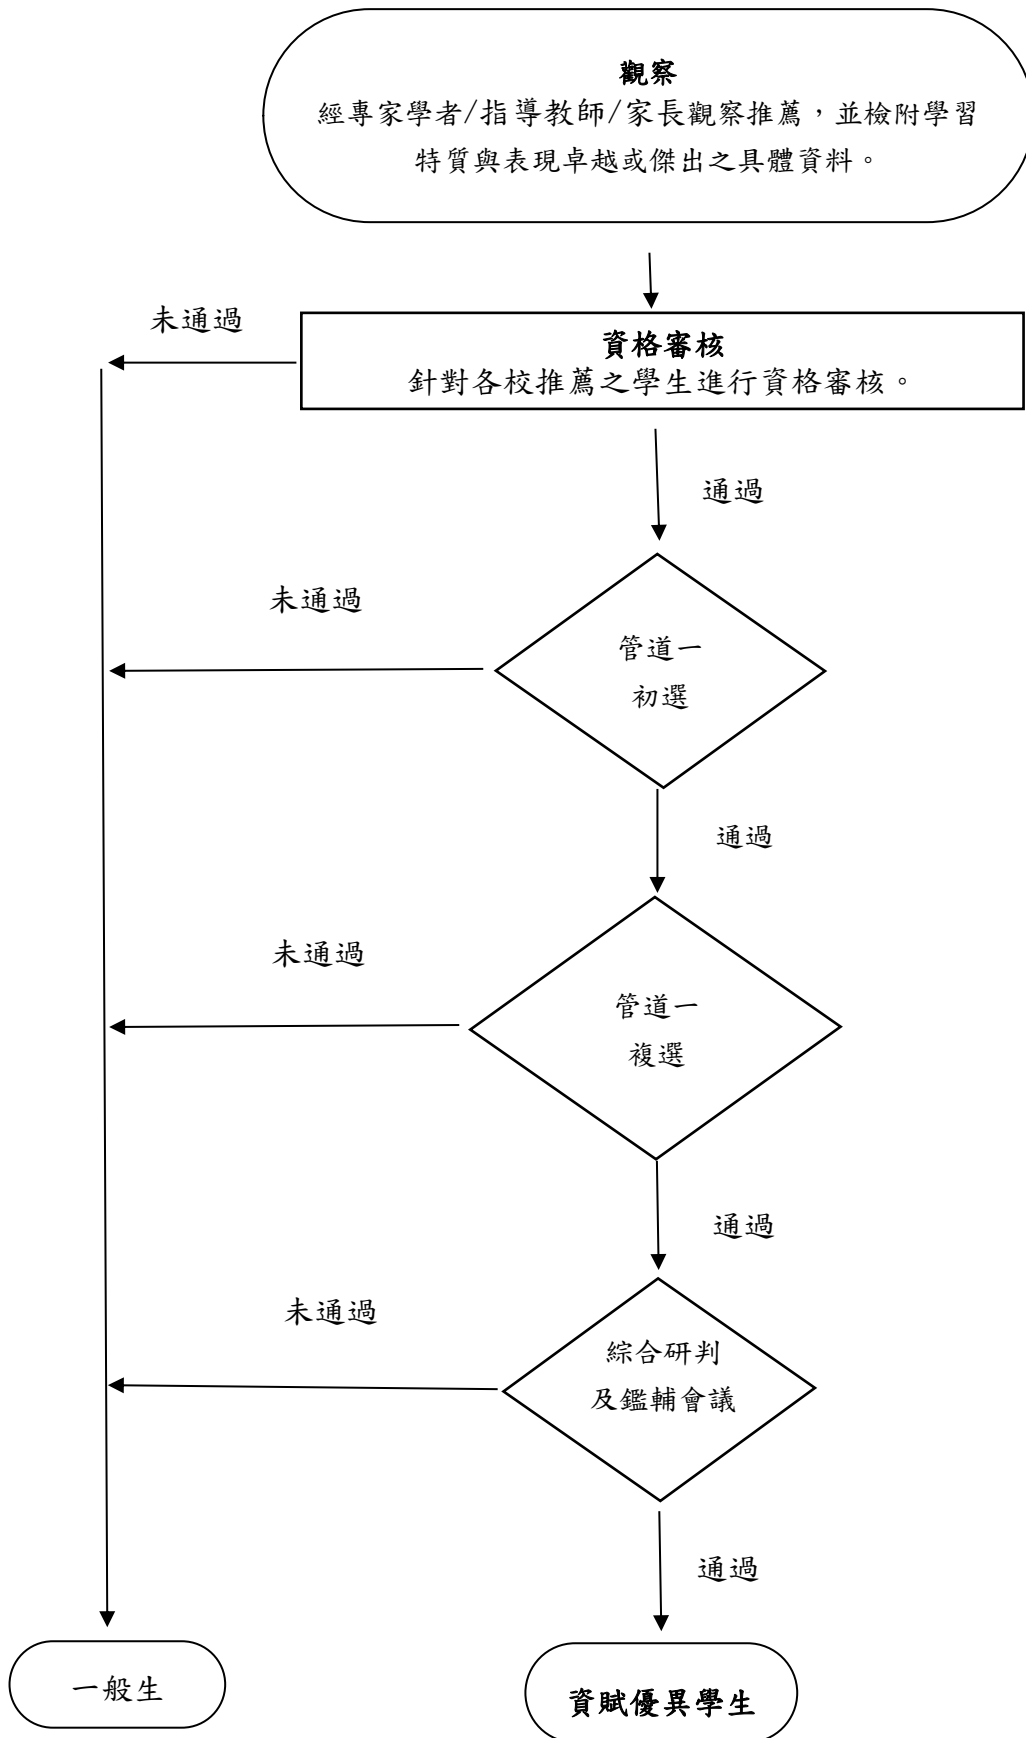 觀察
經專家學者/指導教師/家長觀察推薦，並檢附學習
特質與表現卓越或傑出之具體資料。
未通過
資格審核
針對各校推薦之學生進行資格審核。
通過
未通過
管道一
初選
通過
未通過
管道一
複選
通過
未通過
綜合研判
及鑑輔會議
通過
一般生
資賦優異學生